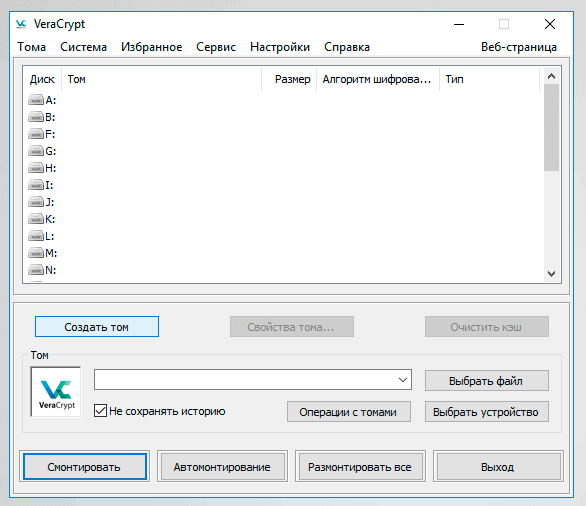 VeraCrypt
Тома Система Избранное Сервис Настройки Справка Веб-страница
Диск Том Размер Алгоритм шифрова... Тип
A:
B:
F:
G:
H:
I:
J:
K:
L:
M:
N:
Создать том Свойства тома... Очистить кэш
Том
VeraCrypt
Выбрать файл
Не сохранять историю Операции с томами Выбрать устройство
Смонтировать Автомонтирование Размонтировать все Выход